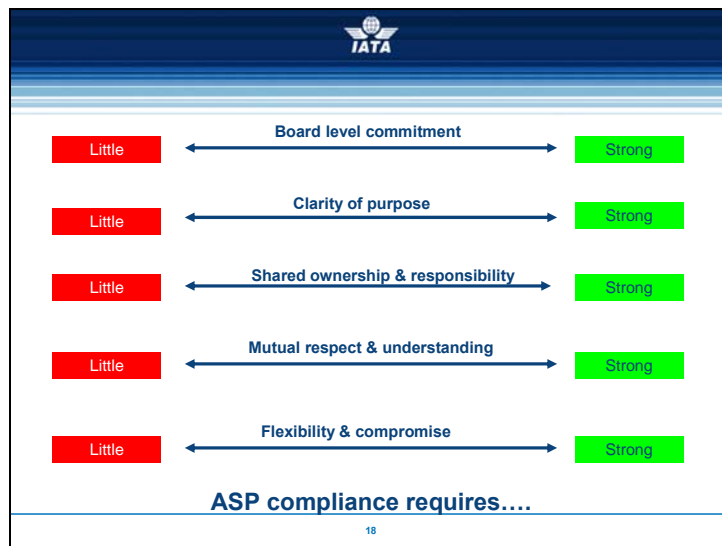 IATA
Board level commitment
Little
Strong
Clarity of purpose
Little
Strong
Shared ownership & responsibility
Little
Strong
Mutual respect & understanding
Little
Strong
Flexibility & compromise
Little
Strong
ASP compliance requires....
18